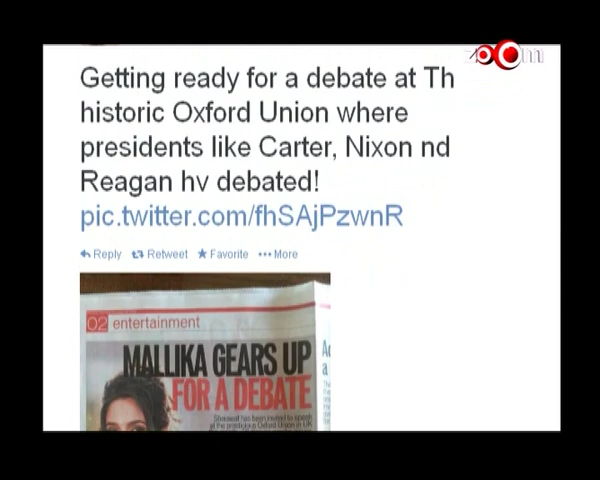 zoOm
Getting ready for a debate at Th
historic Oxford Union where
presidents like Carter, Nixon nd
Reagan hv debated!
pic.twitter.com/fhSAjPzwnR
Reply Retweet Favorite More
02 entertainment
MALLIKA GEARS UP
FOR A DEBATE
Sherawat has been invited to speak
at the prestigious Oxford Union in UK